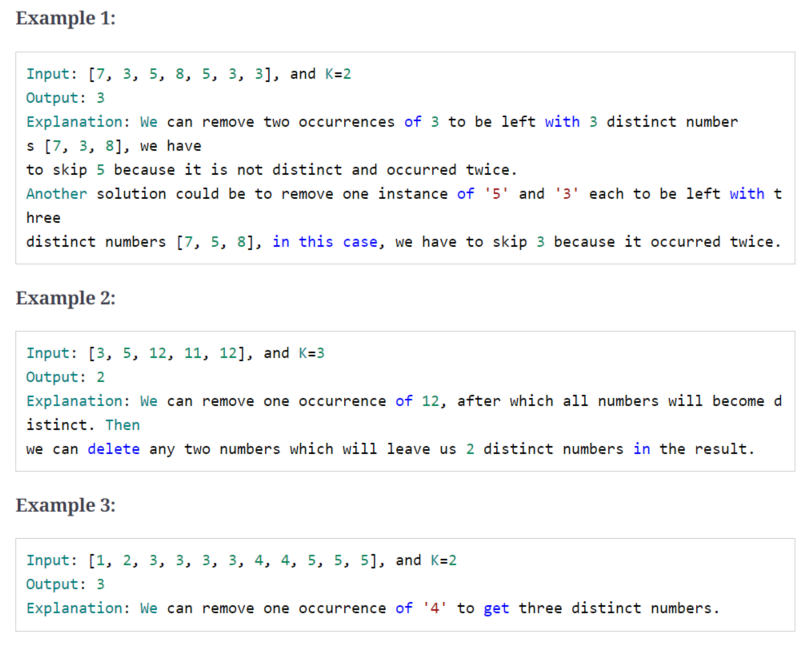 Example 1:
Input: [7, 3, 5, 8, 5, 3, 3], and K=2
Output: 3
Explanation: We can remove two occurrences of 3 to be left with 3 distinct number
s [7, 3, 8], we have
to skip 5 because it is not distinct and occurred twice.
Another solution could be to remove one instance of '5' and '3' each to be left with t
hree
distinct numbers [7, 5, 8], in this case, we have to skip 3 because it occurred twice.
Example 2:
Input: [3, 5, 12, 11, 12], and K=3
Output: 2
Explanation: We can remove one occurrence of 12, after which all numbers will become d
istinct. Then
we can delete any two numbers which will leave us 2 distinct numbers in the result.
Example 3:
Input: [1, 2, 3, 3, 3, 3, 4, 4, 5, 5, 5], and K=2
Output: 3
Explanation: We can remove one occurrence of '4' to get three distinct numbers.